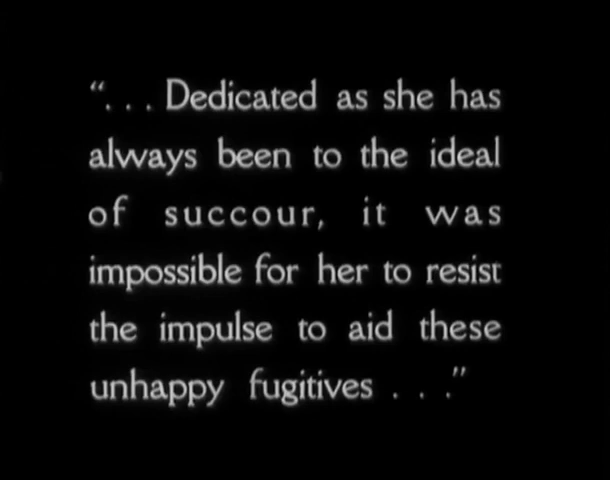 “. . . Dedicated as she has
always been to the ideal
of succour, it was
impossible for her to resist
the impulse to aid these
unhappy fugitives . . .”